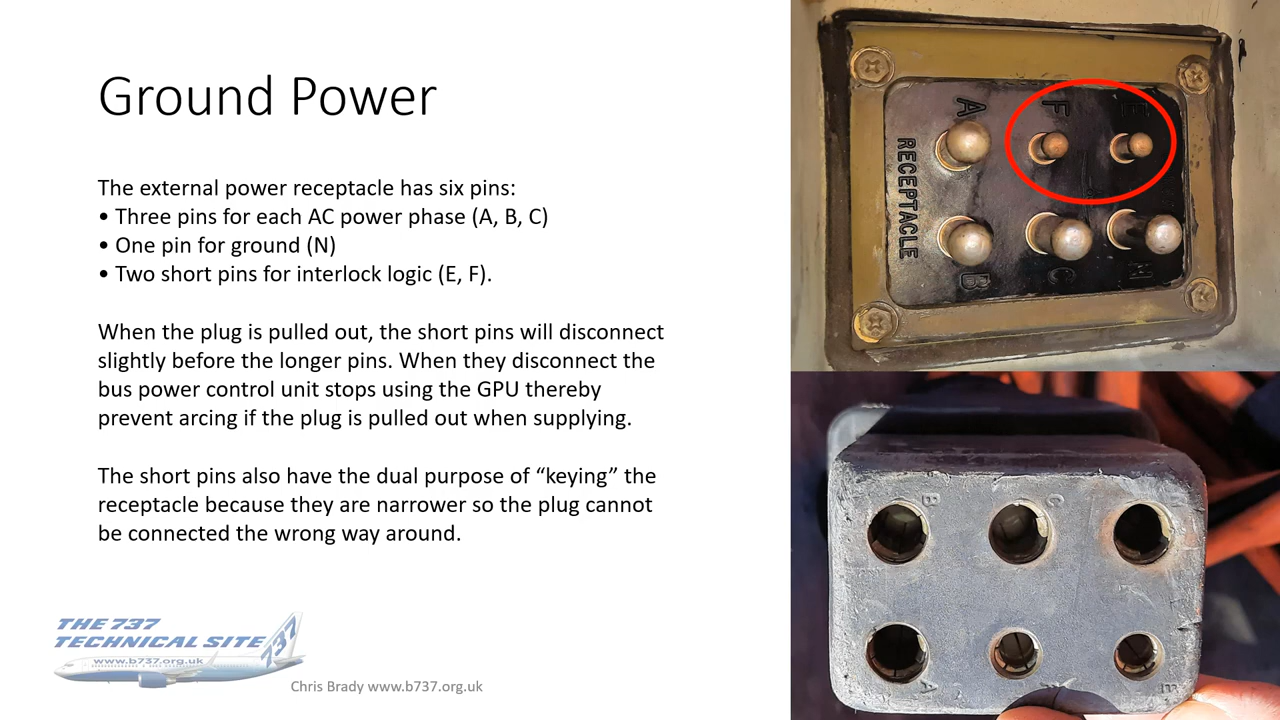 Ground Power
The external power receptacle has six pins:
• Three pins for each AC power phase (A, B, C)
• One pin for ground (N)
• Two short pins for interlock logic (E, F).
When the plug is pulled out, the short pins will disconnect
slightly before the longer pins. When they disconnect the
bus power control unit stops using the GPU thereby
prevent arcing if the plug is pulled out when supplying.
The short pins also have the dual purpose of “keying” the
receptacle because they are narrower so the plug cannot
be connected the wrong way around.
THE 737
TECHNICAL SITE
737
www.b737.org.uk
Chris Brady www.b737.org.uk
A F E
RECEPTACLE
B C N
B C
A E